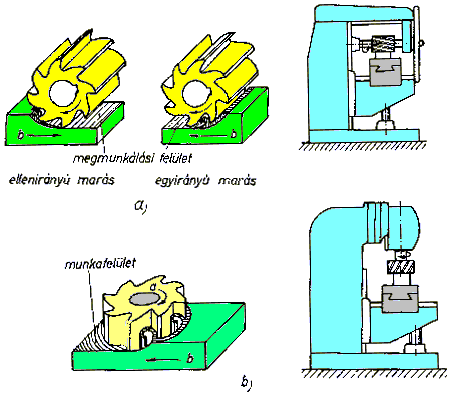 b
b
megmunkálási felület
ellenirányú marás
egyirányú marás
a)
munkafelület
b
b)